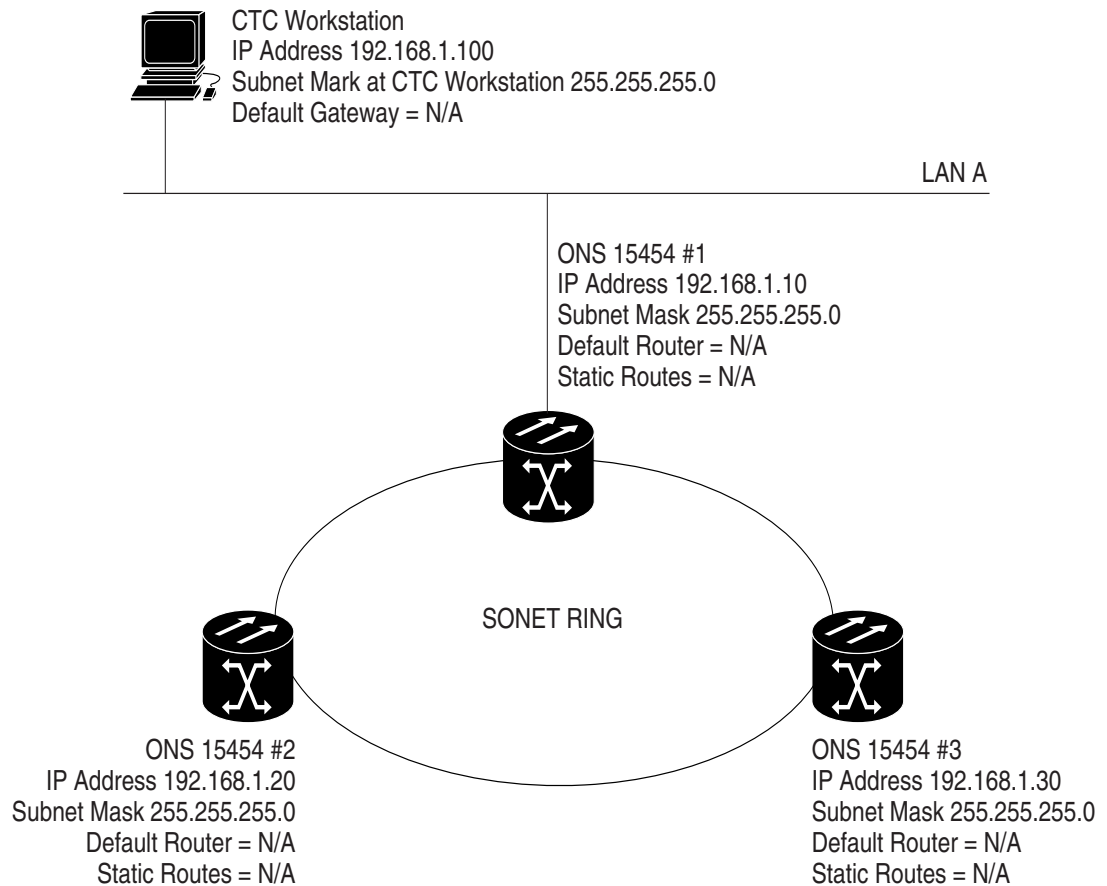 CTC Workstation
IP Address 192.168.1.100
Subnet Mark at CTC Workstation 255.255.255.0
Default Gateway = N/A
LAN A
ONS 15454 #1
IP Address 192.168.1.10
Subnet Mask 255.255.255.0
Default Router = N/A
Static Routes = N/A
SONET RING
ONS 15454 #2
IP Address 192.168.1.20
Subnet Mask 255.255.255.0
Default Router = N/A
Static Routes = N/A
ONS 15454 #3
IP Address 192.168.1.30
Subnet Mask 255.255.255.0
Default Router = N/A
Static Routes = N/A